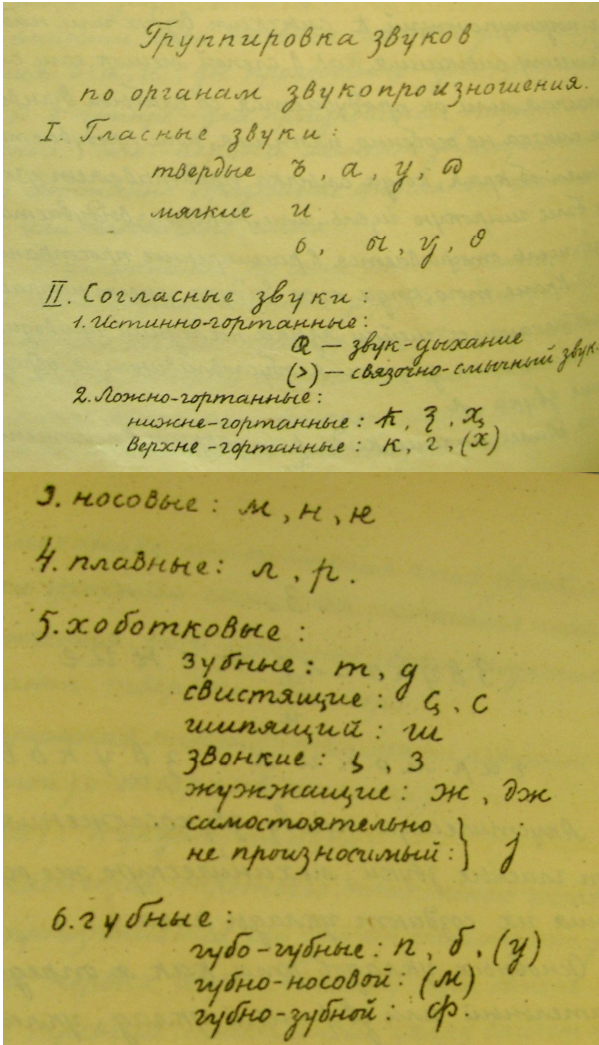 Группировка звуков
по органам звукопроизношения.
I. Гласные звуки:
твердые ъ, а, у, ꚛ
мягкие и
ь, ы, ӱ, ѳ
II. Согласные звуки:
1. Истинно-гортанные:
Ҩ — звук-дыхание
(>) — связочно-смычный звук.
2. Ложно-гортанные:
нижне-гортанные: ҟ, ҙ, х̨
верхне-гортанные: к, г, (х)
3. носовые: м, н, ҥ
4. плавные: л, р.
5. хоботковые:
зубные: т, д
свистящие: ҫ, с
шипящий: ш
звонкие: ҙ, з
жужжащие: ж, дж
самостоятельно
не произносимый: } j
6. губные:
губо-губные: п, б, (у)
губно-носовой: (м)
губно-зубной: ф